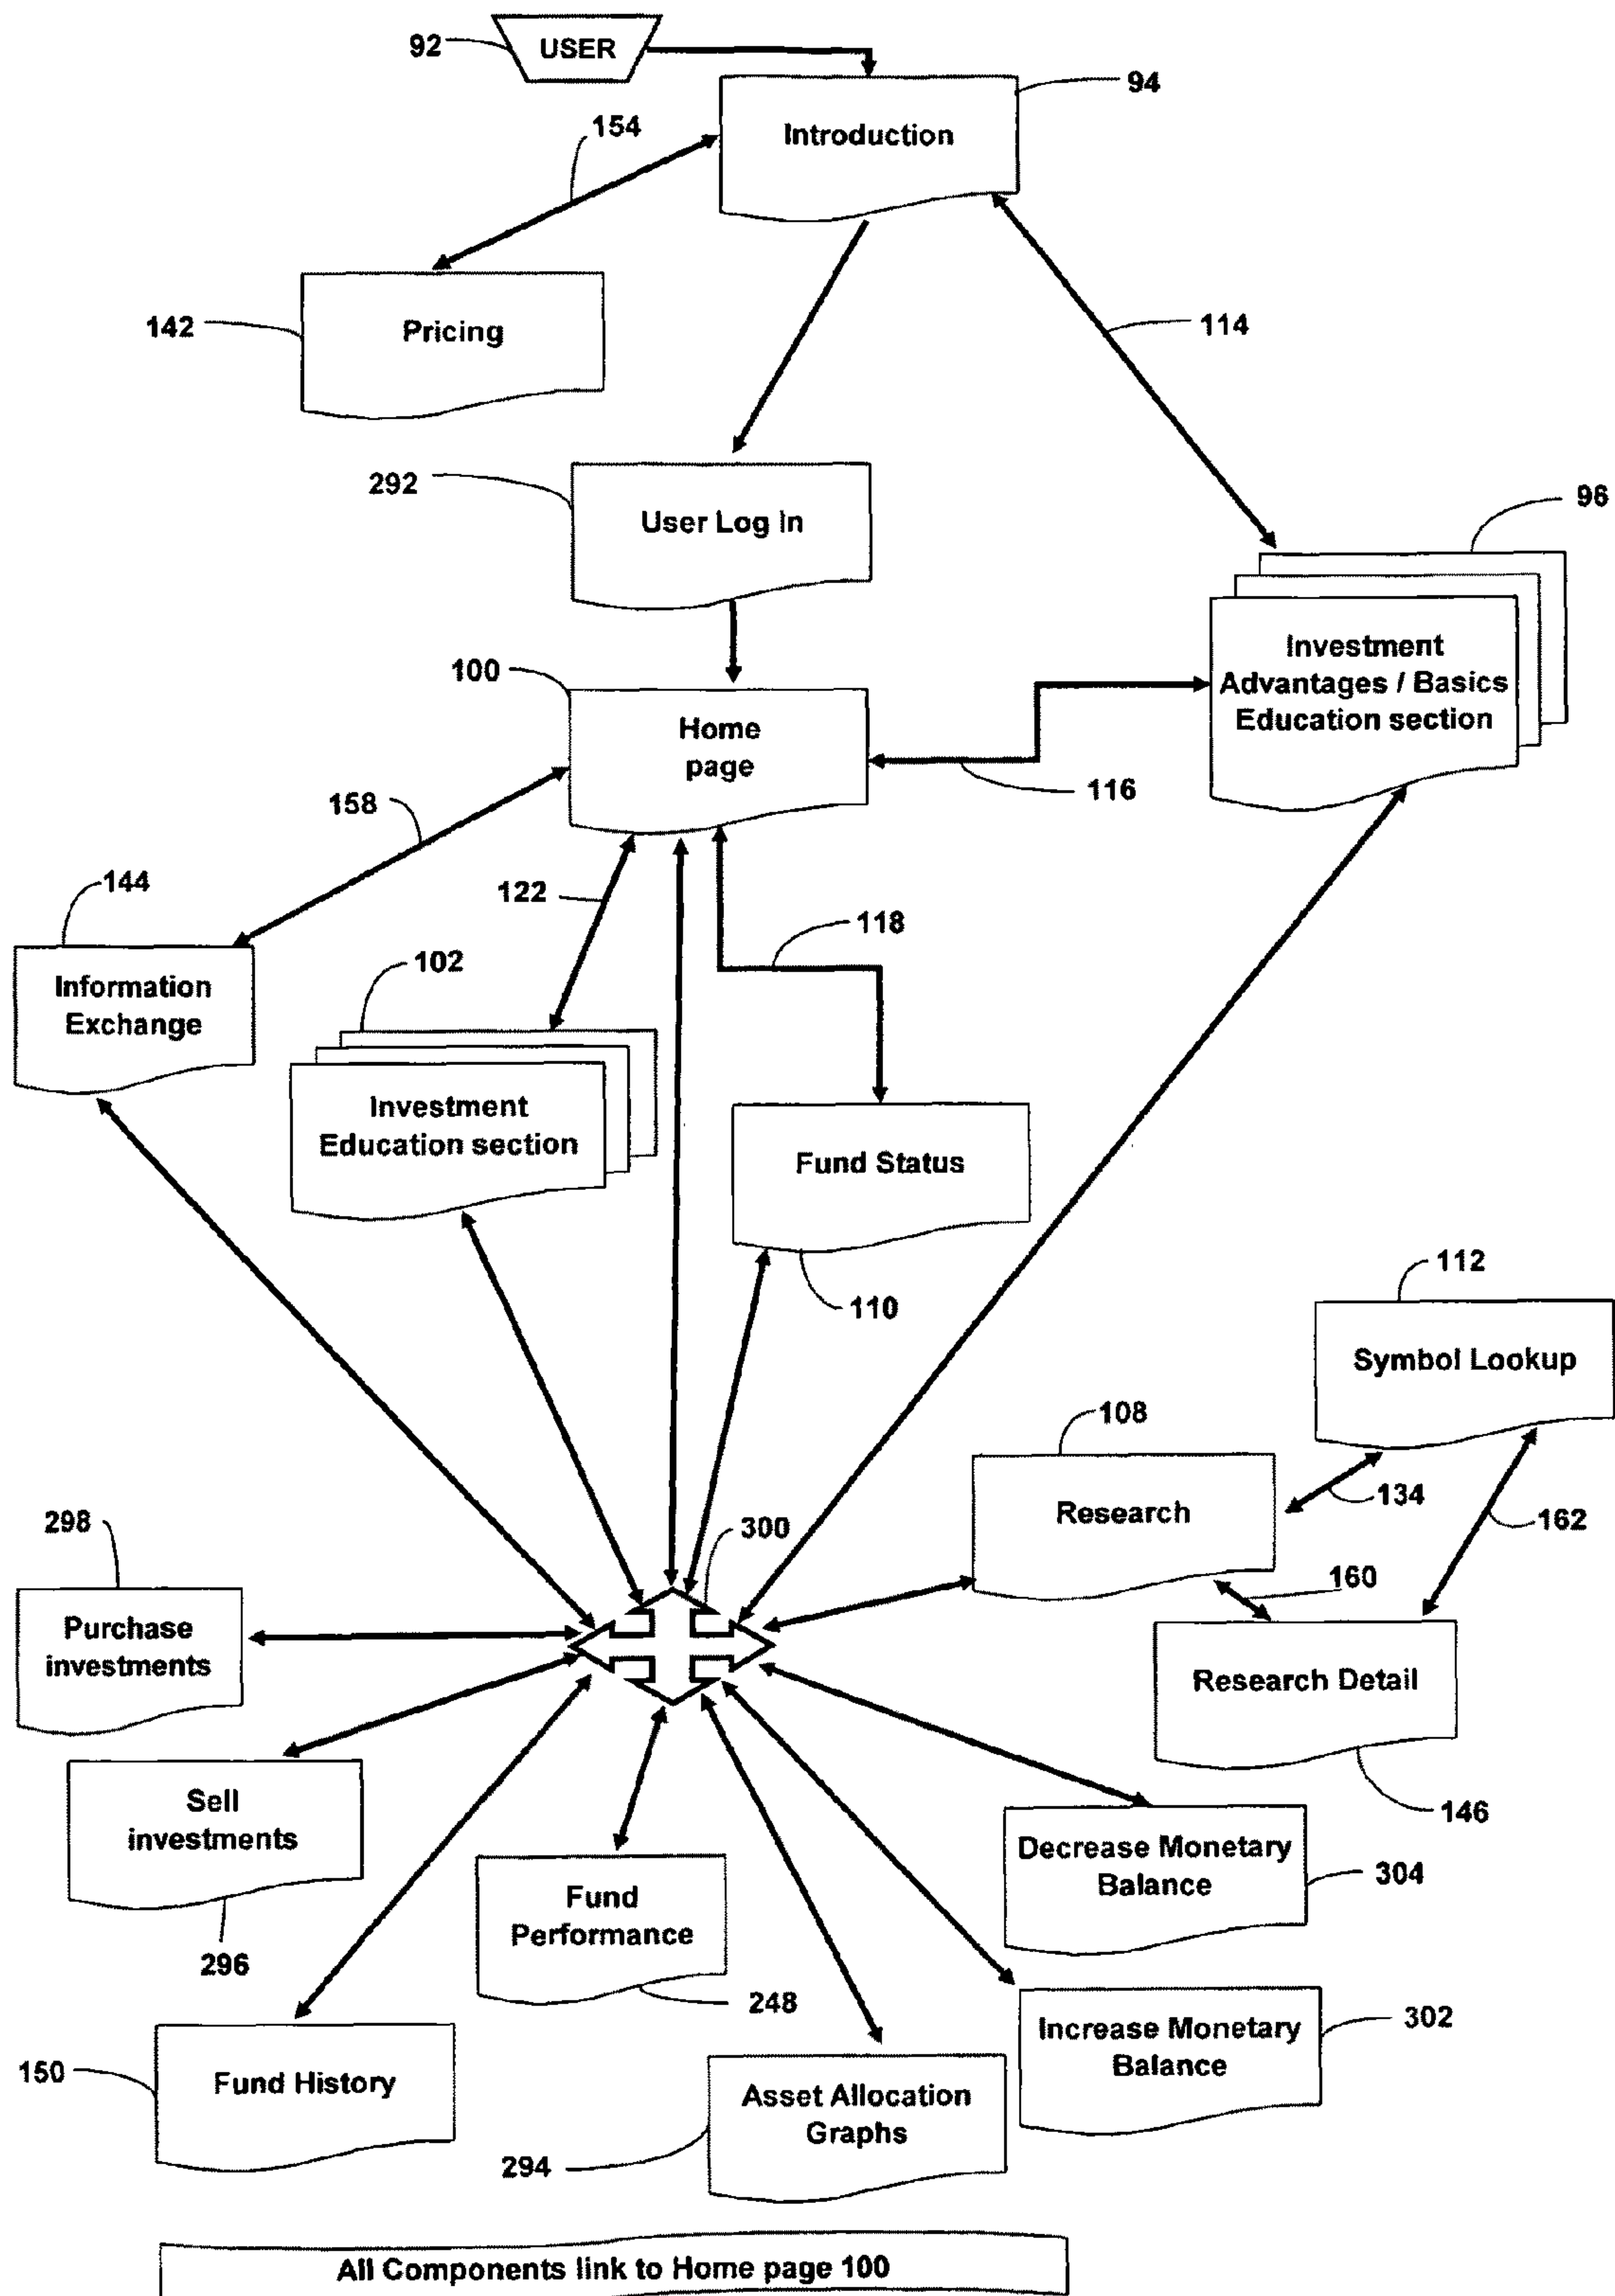 92
USER
94
Introduction
154
114
142
Pricing
292
User Log In
96
Investment
Advantages / Basics
Education section
100
Home
page
116
158
144
Information
Exchange
122
118
102
Investment
Education section
Fund Status
110
112
Symbol Lookup
108
Research
134
162
160
298
Purchase
investments
300
Research Detail
146
Sell
investments
296
Decrease Monetary
Balance
304
Fund
Performance
248
Increase Monetary
Balance
302
150
Fund History
Asset Allocation
Graphs
294
All Components link to Home page 100